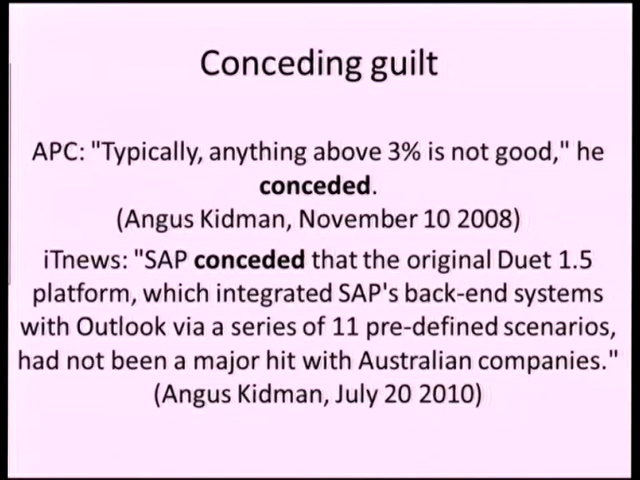 Conceding guilt
APC: "Typically, anything above 3% is not good," he
conceded.
(Angus Kidman, November 10 2008)
iTnews: "SAP conceded that the original Duet 1.5
platform, which integrated SAP's back-end systems
with Outlook via a series of 11 pre-defined scenarios,
had not been a major hit with Australian companies."
(Angus Kidman, July 20 2010)